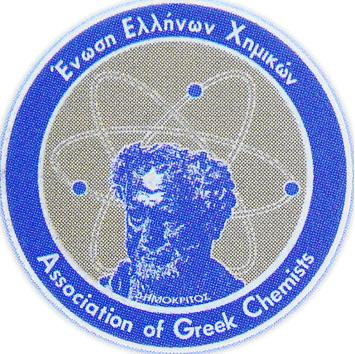 Ένωση Ελλήνων Χημικών
ΔΗΜΟΚΡΙΤΟΣ
Association of Greek Chemists